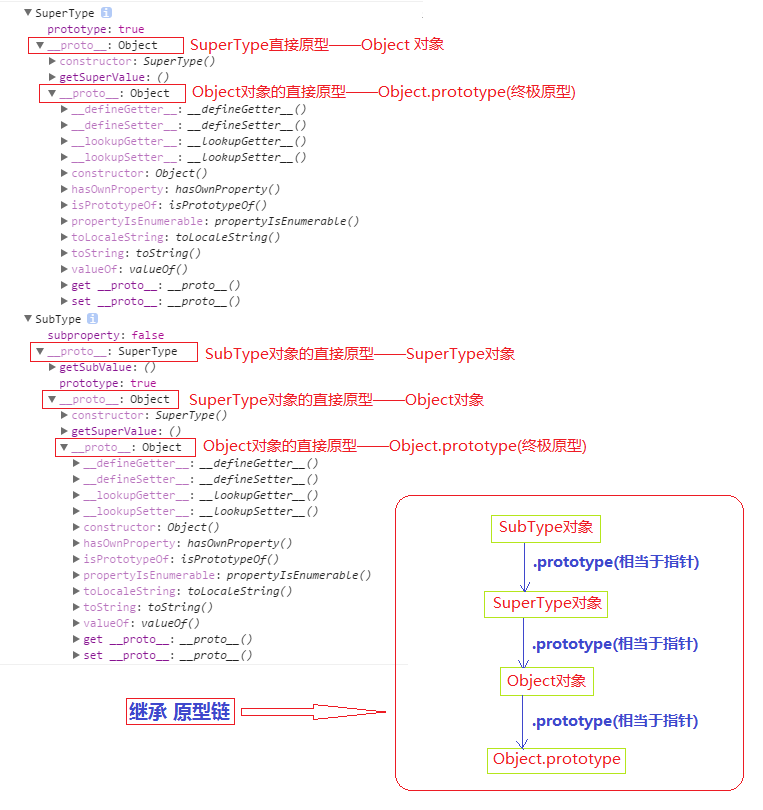 SuperType
prototype: true
__proto__: Object SuperType直接原型——Object 对象
constructor: SuperType()
getSuperValue: ()
__proto__: Object Object对象的直接原型——Object.prototype(终极原型)
__defineGetter__: __defineGetter__()
__defineSetter__: __defineSetter__()
__lookupGetter__: __lookupGetter__()
__lookupSetter__: __lookupSetter__()
constructor: Object()
hasOwnProperty: hasOwnProperty()
isPrototypeOf: isPrototypeOf()
propertyIsEnumerable: propertyIsEnumerable()
toLocaleString: toLocaleString()
toString: toString()
valueOf: valueOf()
get __proto__: __proto__()
set __proto__: __proto__()
SubType
subproperty: false
__proto__: SuperType SubType对象的直接原型——SuperType对象
getSubValue: ()
prototype: true
__proto__: Object SuperType对象的直接原型——Object对象
constructor: SuperType()
getSuperValue: ()
__proto__: Object Object对象的直接原型——Object.prototype(终极原型)
__defineGetter__: __defineGetter__()
__defineSetter__: __defineSetter__()
__lookupGetter__: __lookupGetter__()
__lookupSetter__: __lookupSetter__()
constructor: Object()
hasOwnProperty: hasOwnProperty()
isPrototypeOf: isPrototypeOf()
propertyIsEnumerable: propertyIsEnumerable()
toLocaleString: toLocaleString()
toString: toString()
valueOf: valueOf()
get __proto__: __proto__()
set __proto__: __proto__()
继承 原型链
SubType对象
.prototype(相当于指针)
SuperType对象
.prototype(相当于指针)
Object对象
.prototype(相当于指针)
Object.prototype